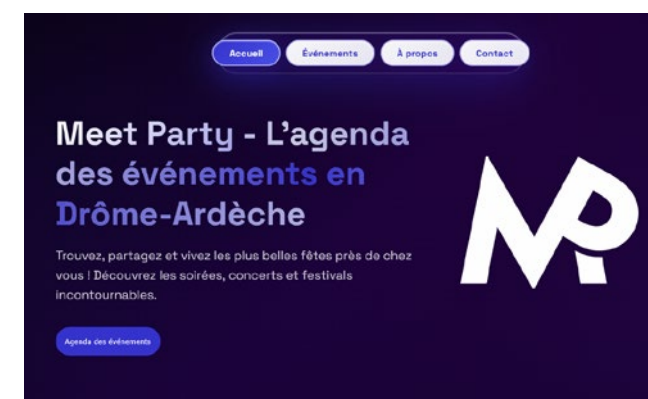 Accueil
Événements
À propos
Contact
Meet Party - L'agenda
des événements en
Drôme-Ardèche
MP
Trouvez, partagez et vivez les plus belles fêtes près de chez
vous ! Découvrez les soirées, concerts et festivals
incontournables.
Agenda des événements